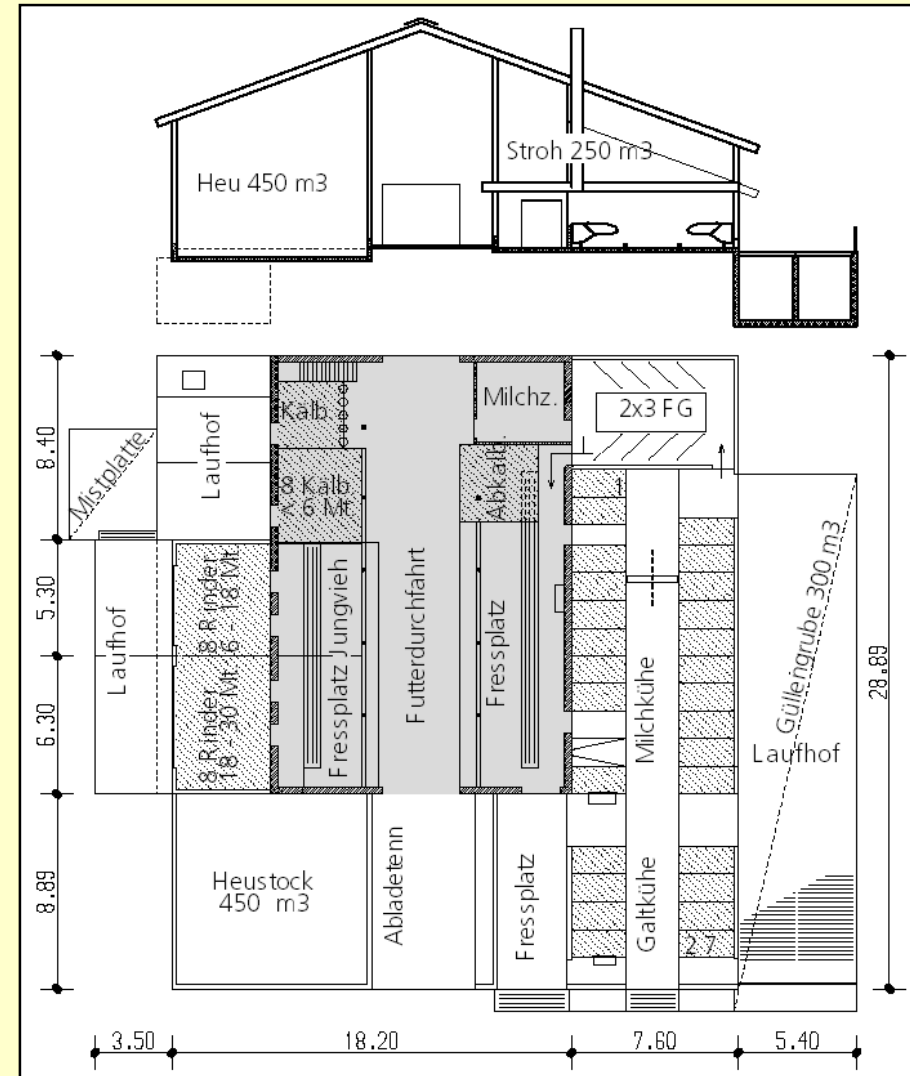 Heu 450 m3
Stroh 250 m3
Kalb.
Milchz.
2x3 FG
8.40
Mistplatte
Laufhof
8 Kalb
< 6 Mt.
Abkalb.
1
5.30
6.30
Laufhof
8 Rinder
6 - 18 Mt.
8 Rinder
18 - 30 Mt.
Fressplatz Jungvieh
Futterdurchfahrt
Fressplatz
Milchkühe
Güllengrube 300 m3
Laufhof
28.89
8.89
Heustock
450 m3
Abladetenn
Fressplatz
Galtkühe
27
3.50
18.20
7.60
5.40